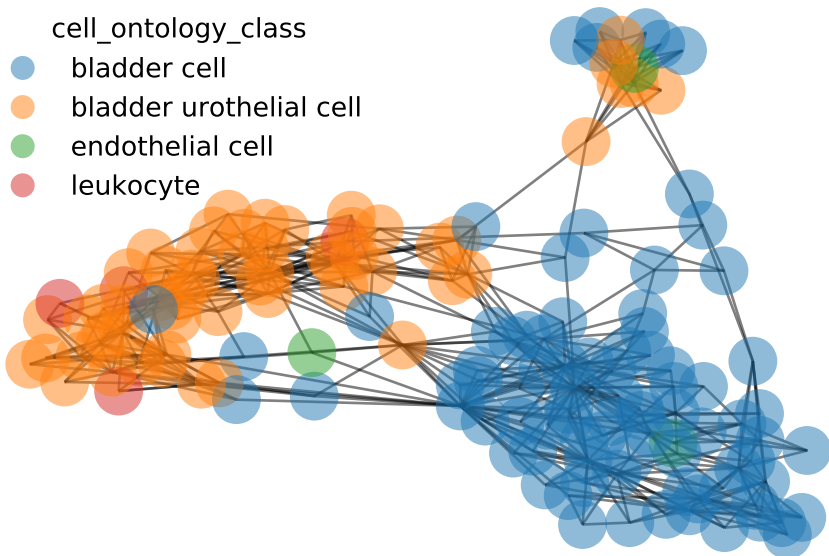 cell_ontology_class
bladder cell
bladder urothelial cell
endothelial cell
leukocyte